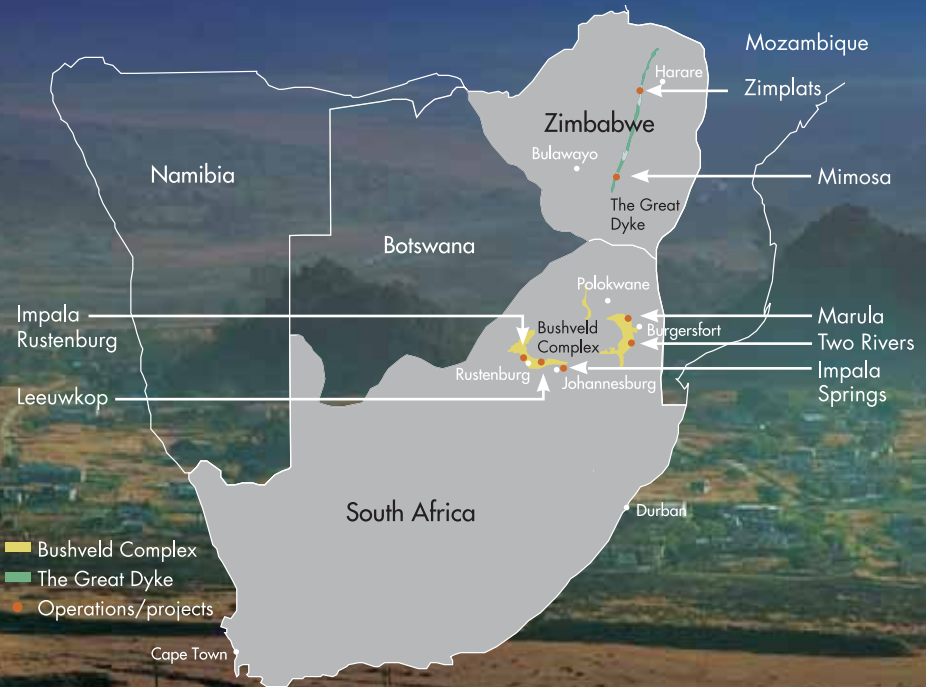 Mozambique
Harare
Zimplats
Zimbabwe
Bulawayo
Namibia
Mimosa
The Great
Dyke
Botswana
Polokwane
Impala
Rustenburg
Marula
Bushveld
Complex
Burgersfort
Two Rivers
Rustenburg
Johannesburg
Impala
Springs
Leeuwkop
South Africa
Durban
Bushveld Complex
The Great Dyke
Operations/projects
Cape Town